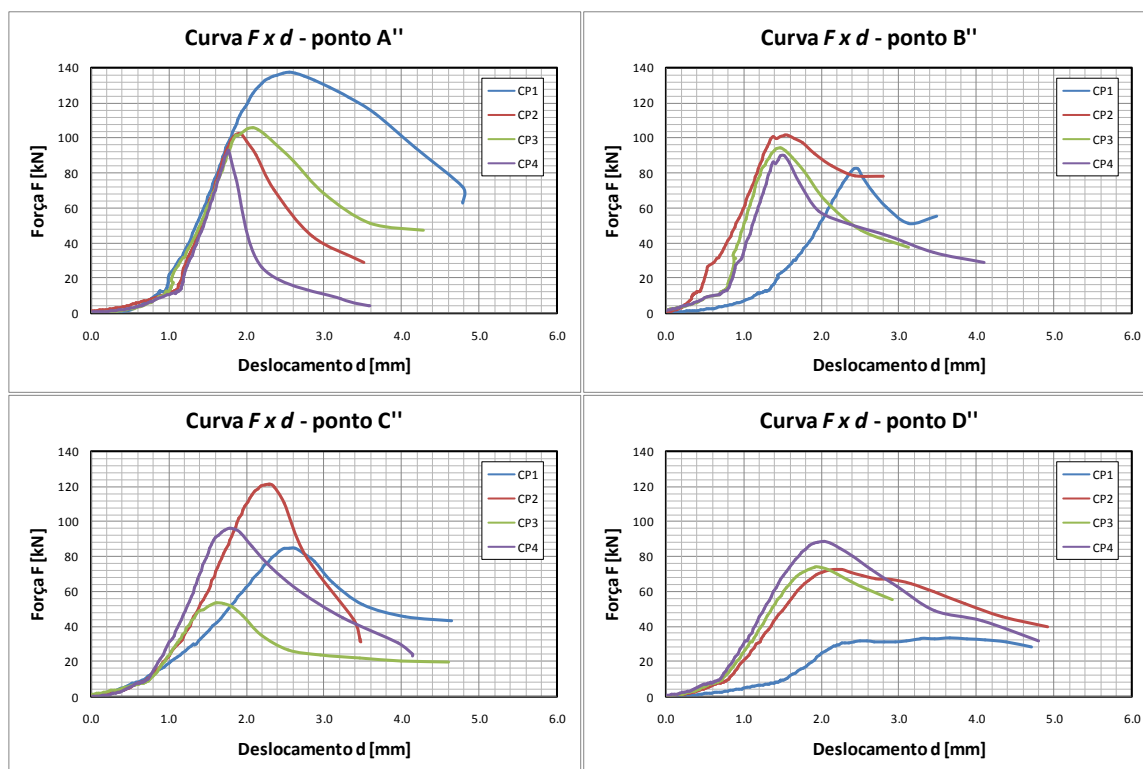 Curva F x d - ponto A''
Força F [kN]
140
120
100
80
60
40
20
0
0.0 1.0 2.0 3.0 4.0 5.0 6.0
Deslocamento d [mm]
CP1
CP2
CP3
CP4
Curva F x d - ponto B''
Força F [kN]
140
120
100
80
60
40
20
0
0.0 1.0 2.0 3.0 4.0 5.0 6.0
Deslocamento d [mm]
CP1
CP2
CP3
CP4
Curva F x d - ponto C''
Força F [kN]
140
120
100
80
60
40
20
0
0.0 1.0 2.0 3.0 4.0 5.0 6.0
Deslocamento d [mm]
CP1
CP2
CP3
CP4
Curva F x d - ponto D''
Força F [kN]
140
120
100
80
60
40
20
0
0.0 1.0 2.0 3.0 4.0 5.0 6.0
Deslocamento d [mm]
CP1
CP2
CP3
CP4